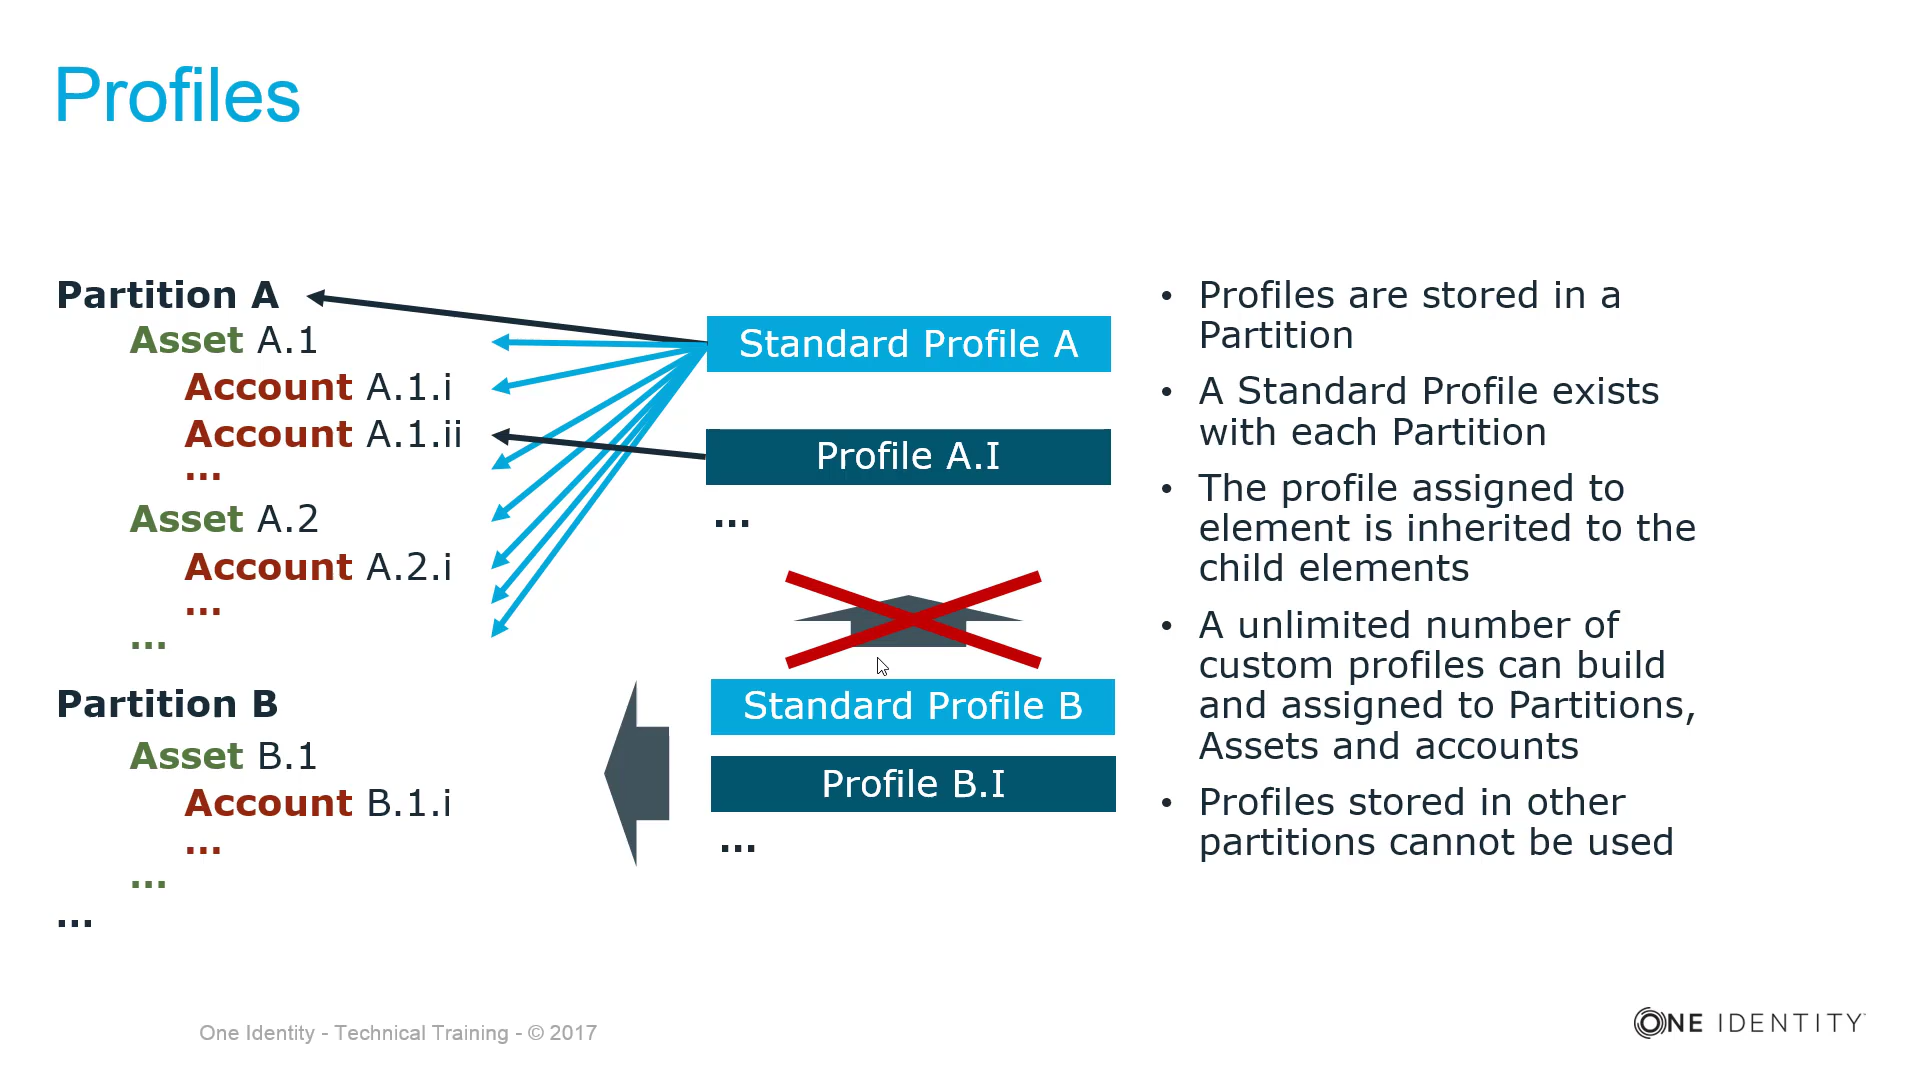 Profiles
Partition A
Asset A.1
Account A.1.i
Account A.1.ii
...
Asset A.2
Account A.2.i
...
...
Partition B
Asset B.1
Account B.1.i
...
...
...
Standard Profile A
Profile A.I
...
Standard Profile B
Profile B.I
...
• Profiles are stored in a
Partition
• A Standard Profile exists
with each Partition
• The profile assigned to
element is inherited to the
child elements
• A unlimited number of
custom profiles can build
and assigned to Partitions,
Assets and accounts
• Profiles stored in other
partitions cannot be used
One Identity - Technical Training - © 2017
ONE IDENTITY